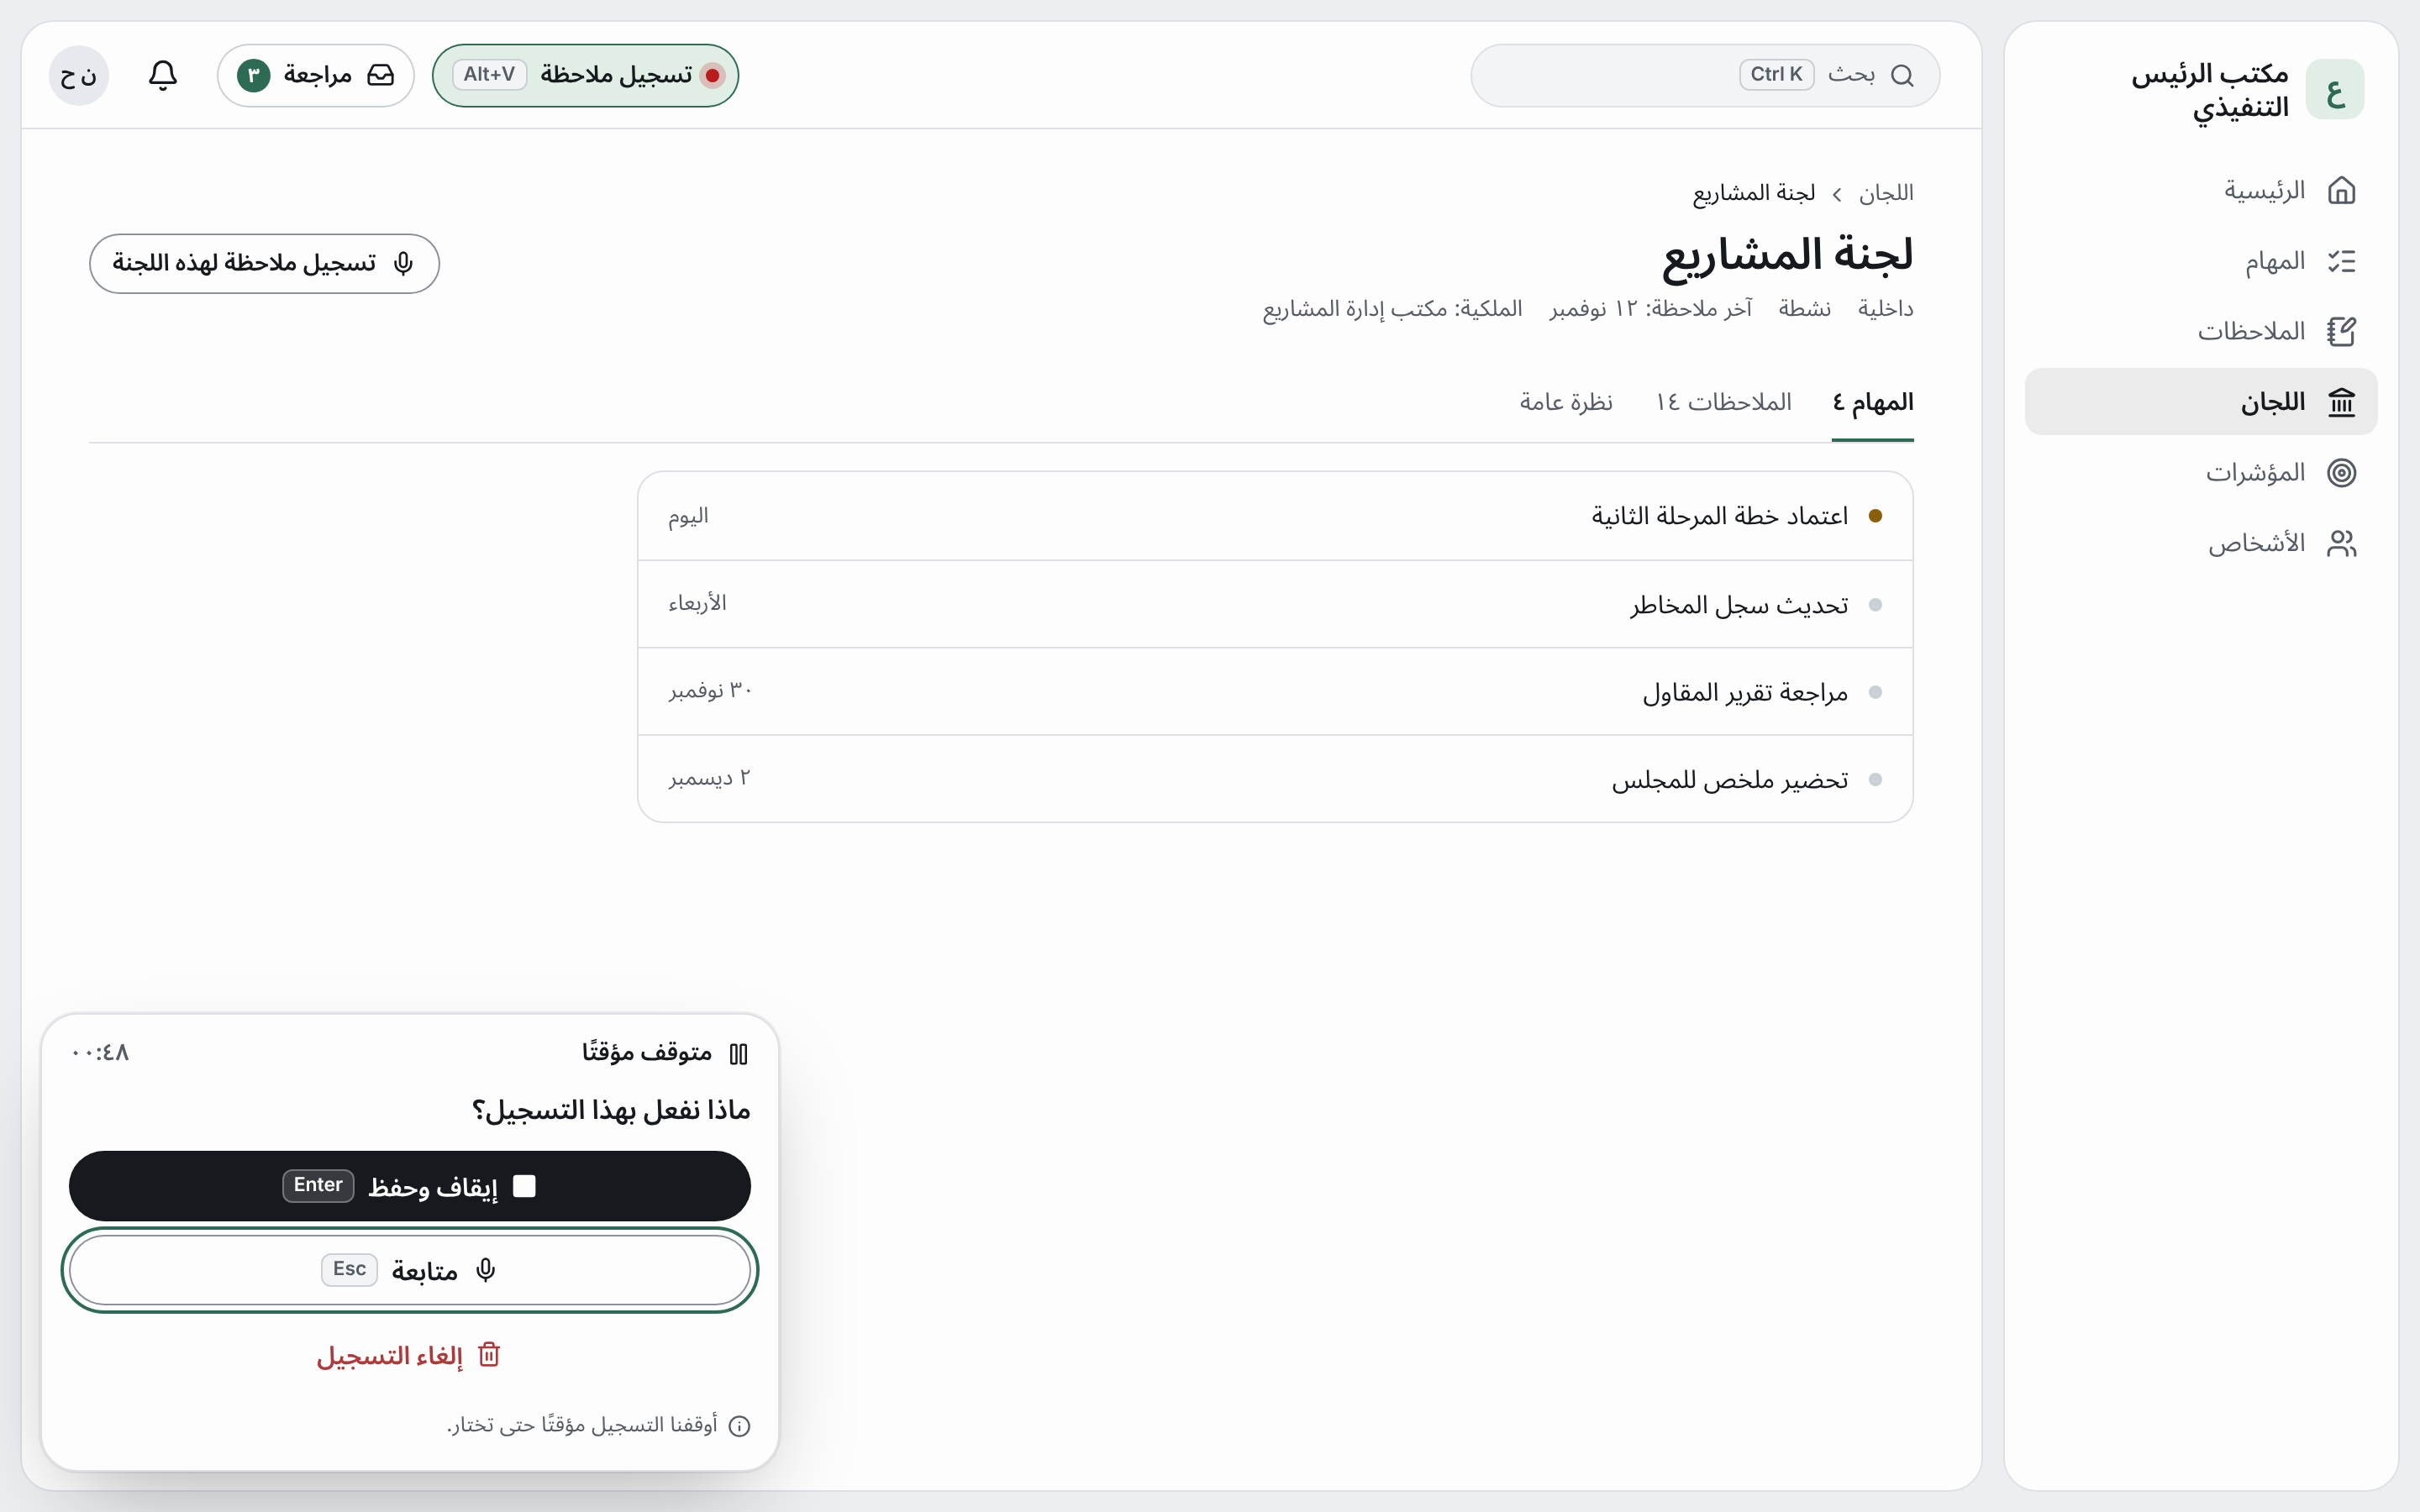 ع
مكتب الرئيس
التنفيذي
الرئيسية
المهام
الملاحظات
اللجان
المؤشرات
الأشخاص
بحث Ctrl K
تسجيل ملاحظة Alt+V
مراجعة ٣
ن ح
اللجان
لجنة المشاريع
لجنة المشاريع
تسجيل ملاحظة لهذه اللجنة
داخلية نشطة آخر ملاحظة: ١٢ نوفمبر الملكية: مكتب إدارة المشاريع
المهام ٤ الملاحظات ١٤ نظرة عامة
اعتماد خطة المرحلة الثانية اليوم
تحديث سجل المخاطر الأربعاء
مراجعة تقرير المقاول ٣٠ نوفمبر
تحضير ملخص للمجلس ٢ ديسمبر
متوقف مؤقتًا ٠٠:٤٨
ماذا نفعل بهذا التسجيل؟
إيقاف وحفظ Enter
متابعة Esc
إلغاء التسجيل
أوقفنا التسجيل مؤقتًا حتى تختار.